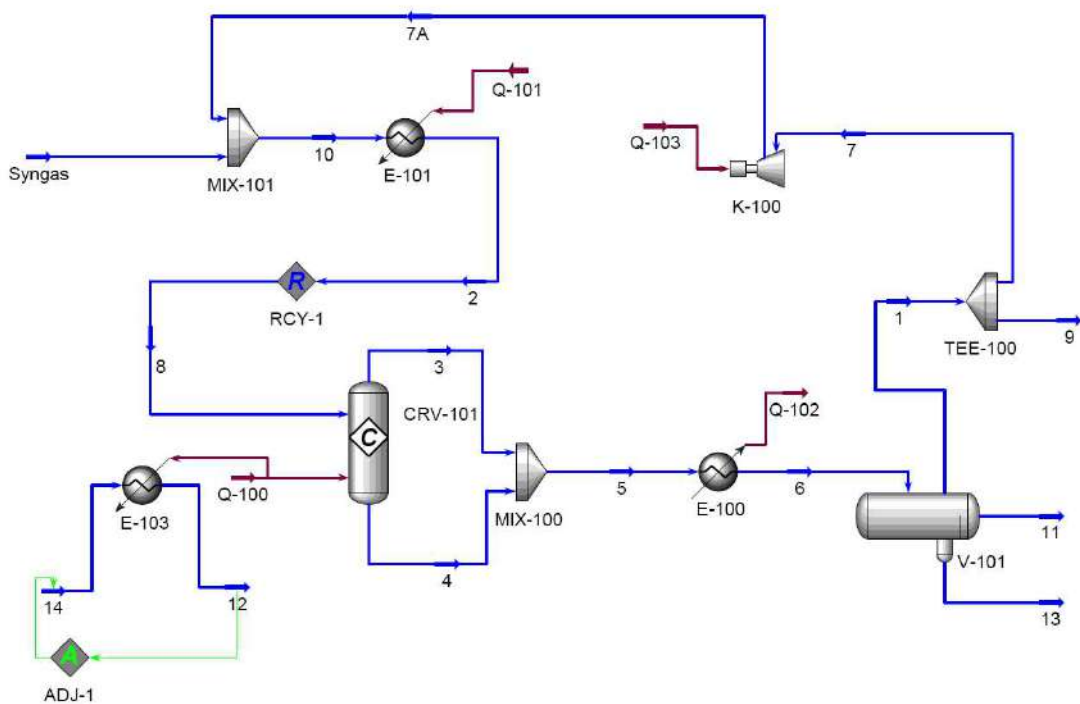 7A
Q-101
Syngas
MIX-101
10
E-101
Q-103
K-100
7
R
RCY-1
2
1
TEE-100
9
8
3
CRV-101
C
Q-102
Q-100
E-103
MIX-100
5
E-100
6
11
V-101
4
14
12
13
A
ADJ-1